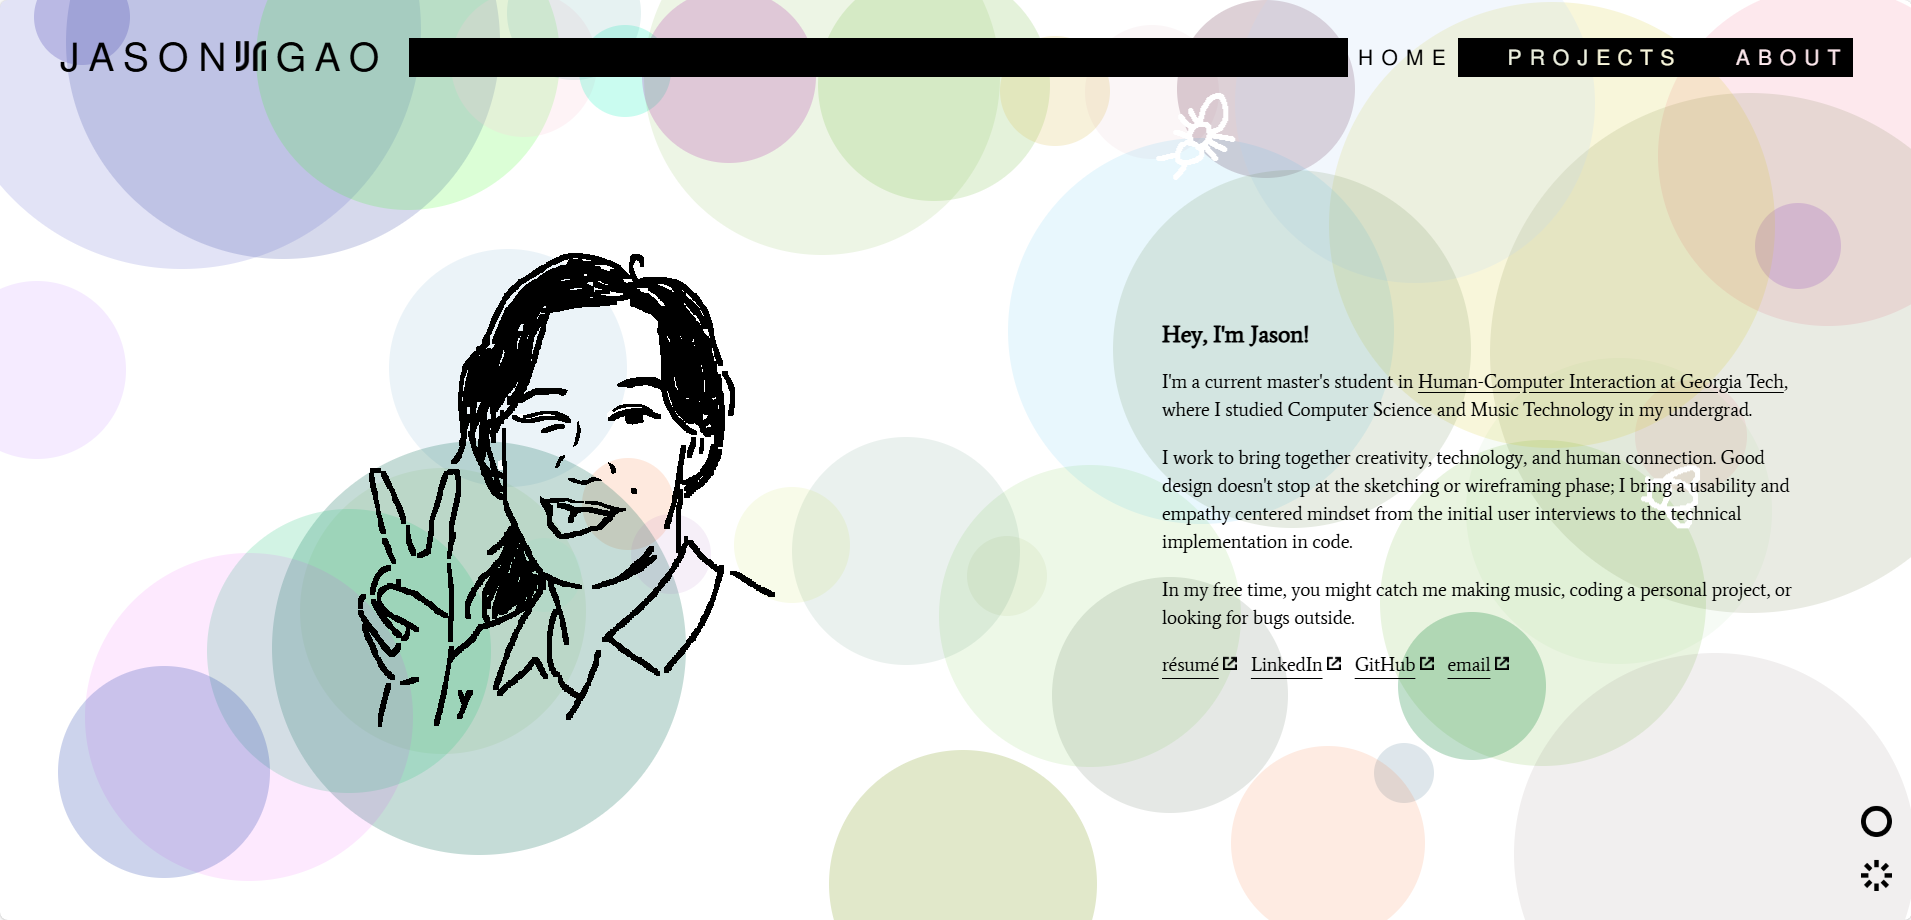 JASON GAO
HOME PROJECTS ABOUT
Hey, I'm Jason!
I'm a current master's student in Human-Computer Interaction at Georgia Tech,
where I studied Computer Science and Music Technology in my undergrad.
I work to bring together creativity, technology, and human connection. Good
design doesn't stop at the sketching or wireframing phase; I bring a usability and
empathy centered mindset from the initial user interviews to the technical
implementation in code.
In my free time, you might catch me making music, coding a personal project, or
looking for bugs outside.
résumé LinkedIn GitHub email